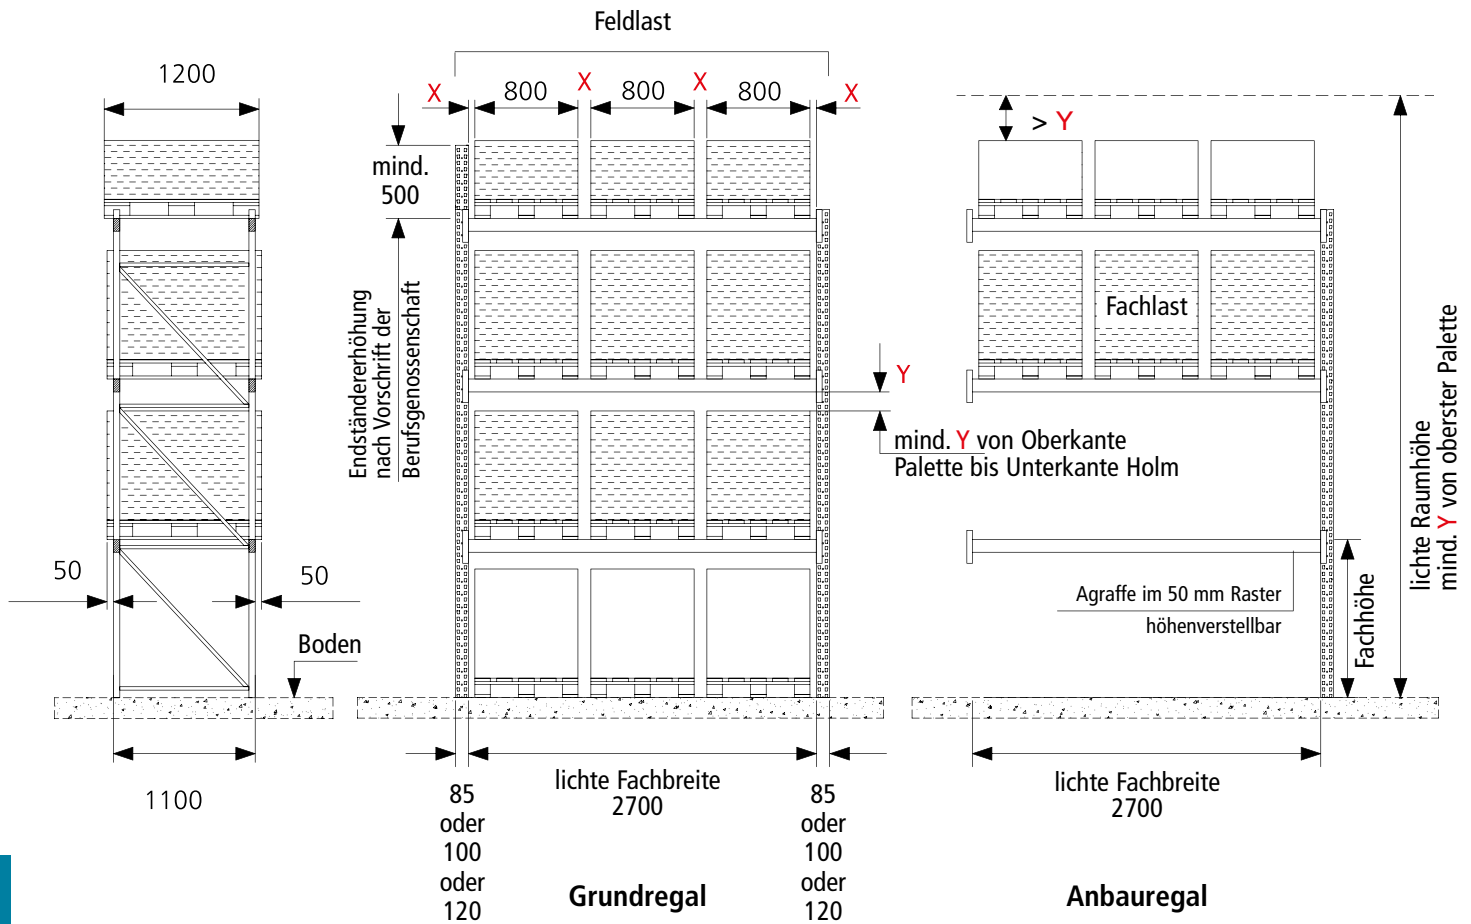 Feldlast
1200
X
800
X
800
X
800
X
> Y
mind.
500
Endständererhöhung
nach Vorschrift der
Berufsgenossenschaft
Fachlast
Y
mind. Y von Oberkante
Palette bis Unterkante Holm
lichte Raumhöhe
mind. Y von oberster Palette
50
50
Boden
Agraffe im 50 mm Raster
höhenverstellbar
Fachhöhe
1100
85
oder
100
oder
120
lichte Fachbreite
2700
85
oder
100
oder
120
lichte Fachbreite
2700
Grundregal
Anbauregal